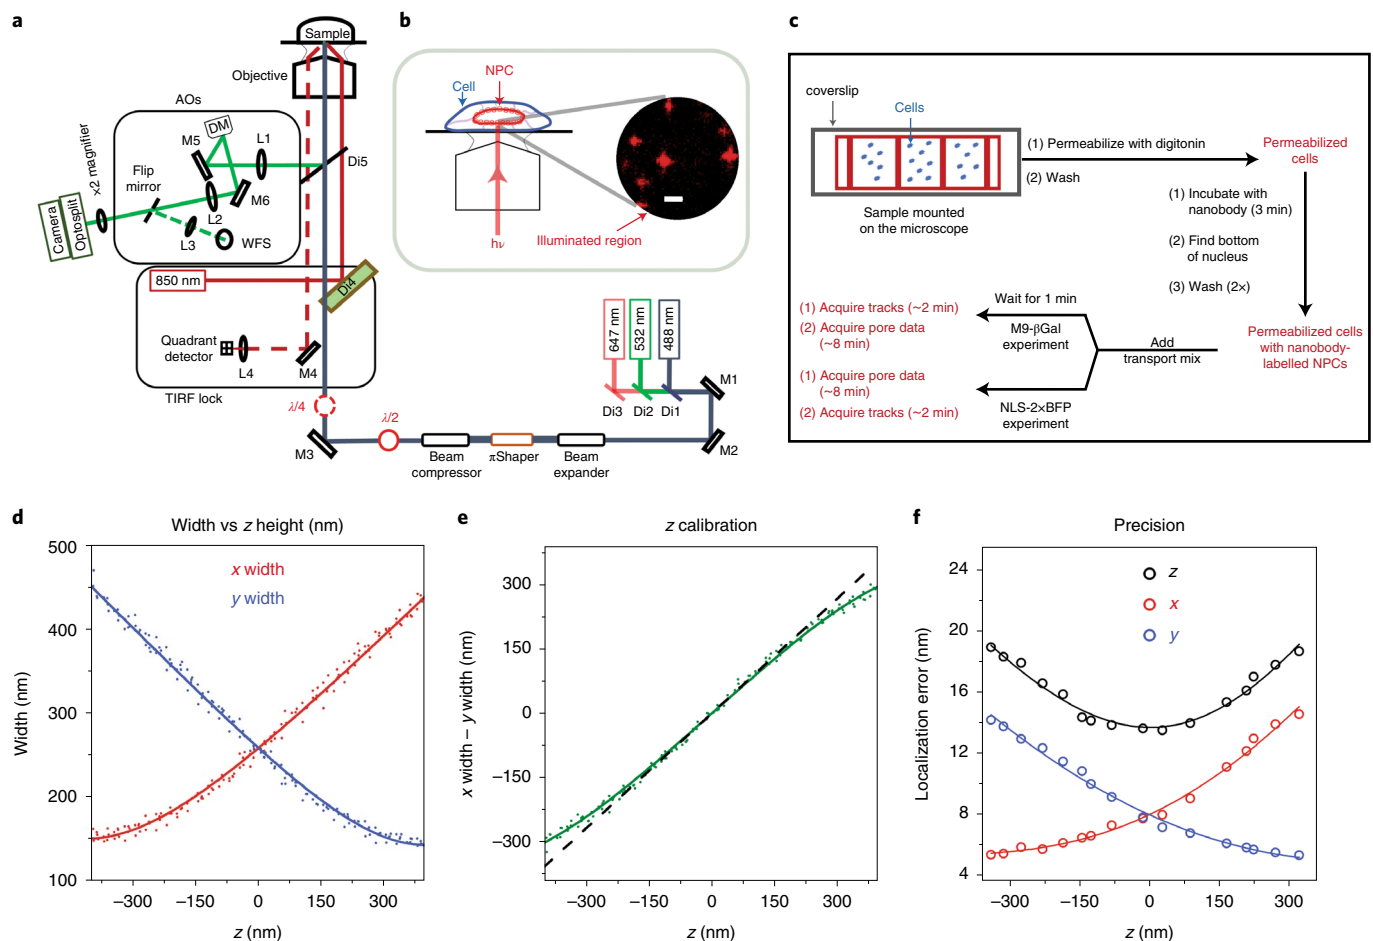 a
Sample
Objective
AOs
DM
M5
L1
Di5
×2 magnifier
Flip
mirror
M6
L2
L3
WFS
Camera
Optosplit
850 nm
Di4
Quadrant
detector
L4
M4
TIRF lock
λ/4
λ/2
M3
Beam
compressor
πShaper
Beam
expander
M2
M1
647 nm
532 nm
488 nm
Di3
Di2
Di1
b
NPC
Cell
hν
Illuminated region
c
coverslip
Cells
Sample mounted
on the microscope
(1) Permeabilize with digitonin
(2) Wash
Permeabilized
cells
(1) Incubate with
nanobody (3 min)
(2) Find bottom
of nucleus
(3) Wash (2×)
Permeabilized cells
with nanobody-
labelled NPCs
Add
transport mix
Wait for 1 min
M9-βGal
experiment
(1) Acquire tracks (~2 min)
(2) Acquire pore data
(~8 min)
(1) Acquire pore data
(~8 min)
(2) Acquire tracks (~2 min)
NLS-2×BFP
experiment
d
Width vs z height (nm)
x width
y width
Width (nm)
500
400
300
200
100
−300
−150
0
150
300
z (nm)
e
z calibration
x width – y width (nm)
300
150
0
−150
−300
−300
−150
0
150
300
z (nm)
f
Precision
z
x
y
Localization error (nm)
24
20
16
12
8
4
−300
−150
0
150
300
z (nm)